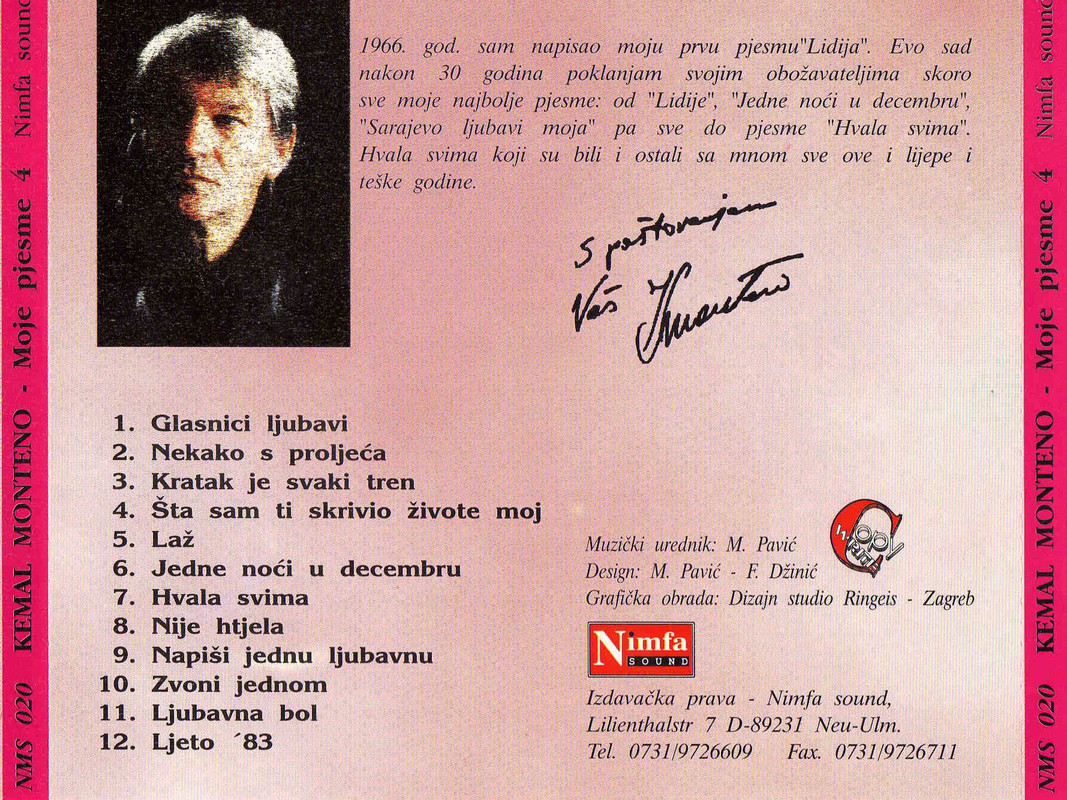 NMS 020 KEMAL MONTENO - Moje pjesme 4 Nimfa sound
1966. god. sam napisao moju prvu pjesmu"Lidija". Evo sad
nakon 30 godina poklanjam svojim obožavateljima skoro
sve moje najbolje pjesme: od "Lidije", "Jedne noći u decembru",
"Sarajevo ljubavi moja" pa sve do pjesme "Hvala svima".
Hvala svima koji su bili i ostali sa mnom sve ove i lijepe i
teške godine.
S poštovanjem
Vaš KMonteno
1. Glasnici ljubavi
2. Nekako s proljeća
3. Kratak je svaki tren
4. Šta sam ti skrivio živote moj
5. Laž
6. Jedne noći u decembru
7. Hvala svima
8. Nije htjela
9. Napiši jednu ljubavnu
10. Zvoni jednom
11. Ljubavna bol
12. Ljeto ´83
Copy
Muzički urednik: M. Pavić
Design: M. Pavić - F. Džinić
Grafička obrada: Dizajn studio Ringeis - Zagreb
Nimfa
SOUND
Izdavačka prava - Nimfa sound,
Lilienthalstr 7 D-89231 Neu-Ulm.
Tel. 0731/9726609 Fax. 0731/9726711
NMS 020 KEMAL MONTENO - Moje pjesme 4 Nimfa sound